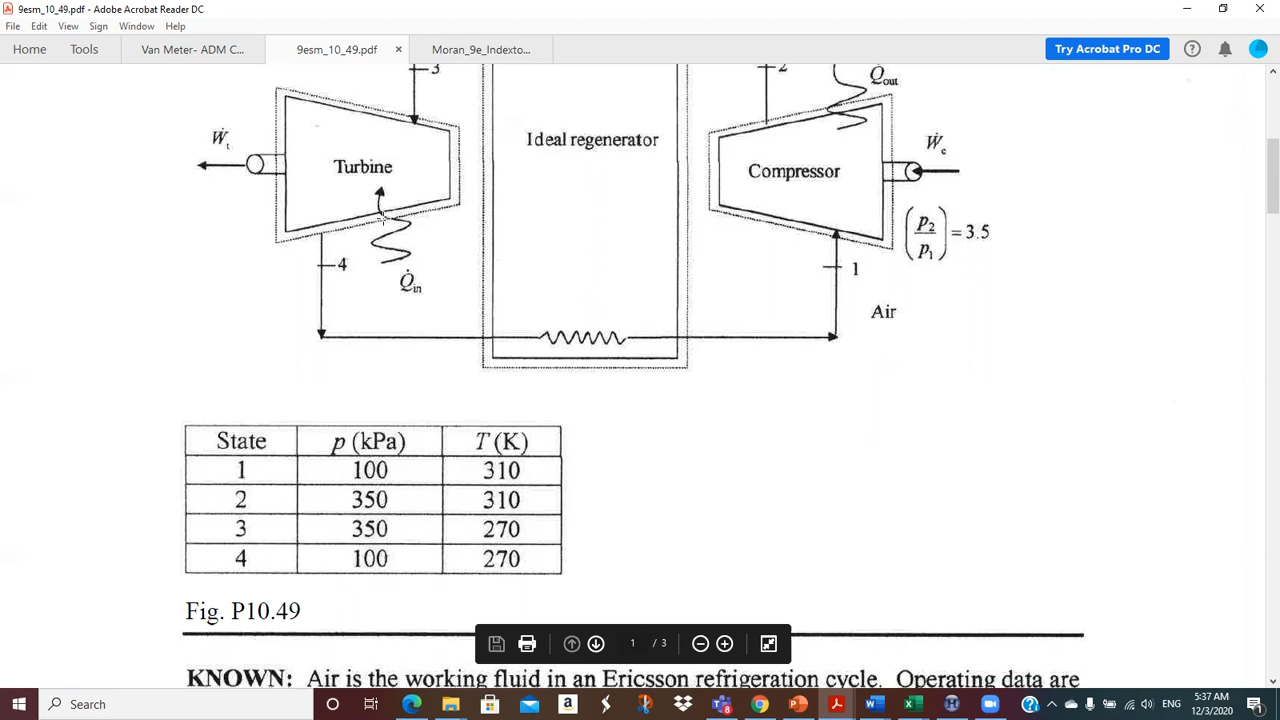 9esm_10_49.pdf - Adobe Acrobat Reader DC
File Edit View Sign Window Help
Home Tools Van Meter- ADM C... 9esm_10_49.pdf × Moran_9e_Indexto... Try Acrobat Pro DC
3
2
Q̇out
Ẇt
Turbine
Ideal regenerator
Compressor
Ẇc
(p2/p1) = 3.5
4
Q̇in
1
Air
State p (kPa) T (K)
1 100 310
2 350 310
3 350 270
4 100 270
Fig. P10.49
1 / 3
KNOWN: Air is the working fluid in an Ericsson refrigeration cycle. Operating data are
Search
ENG
5:37 AM
12/3/2020